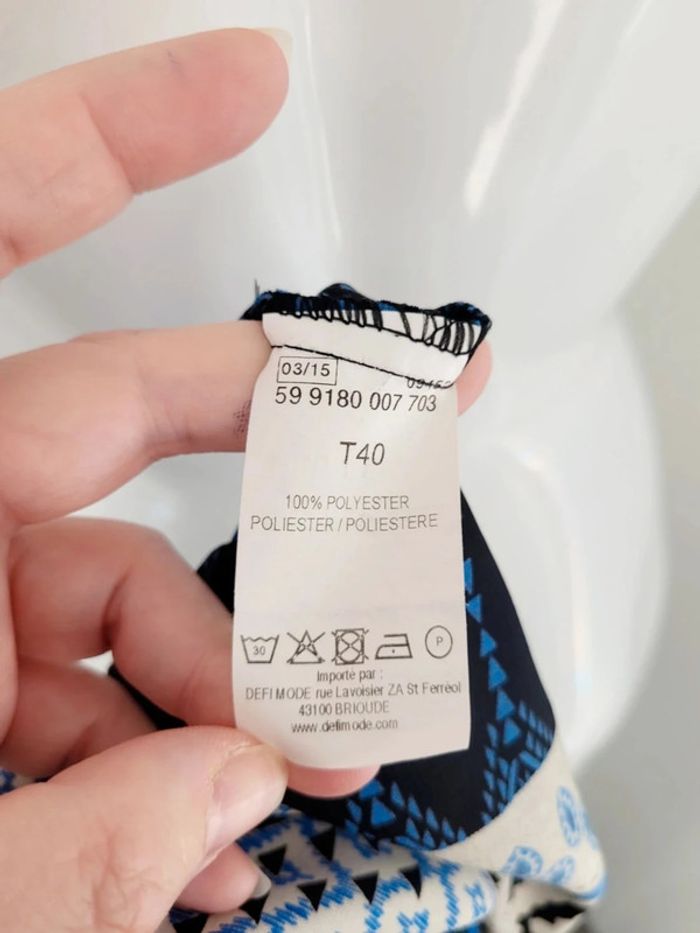 03/15
59 9180 007 703
T40
100% POLYESTER
POLIESTER / POLIESTERE
30
P
Importé par :
DEFI MODE rue Lavoisier ZA St Ferréol
43100 BRIOUDE
www.defimode.com